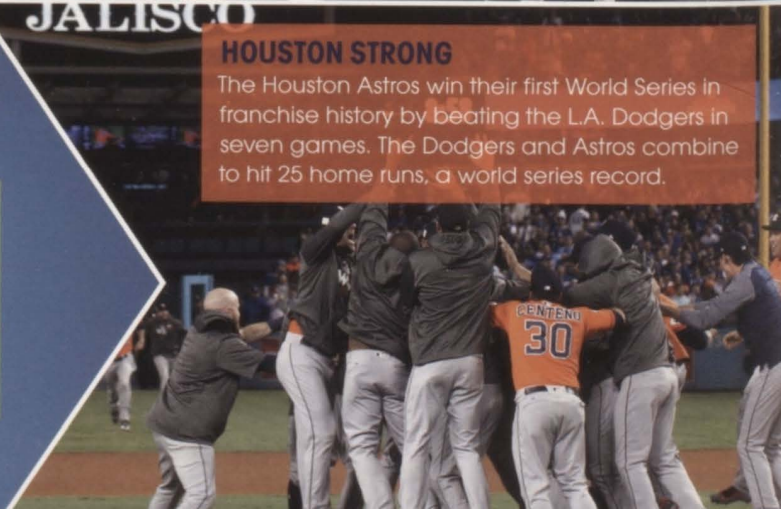 JALISCO
HOUSTON STRONG
The Houston Astros win their first World Series in
franchise history by beating the L.A. Dodgers in
seven games. The Dodgers and Astros combine
to hit 25 home runs, a world series record.
CENTENO
30